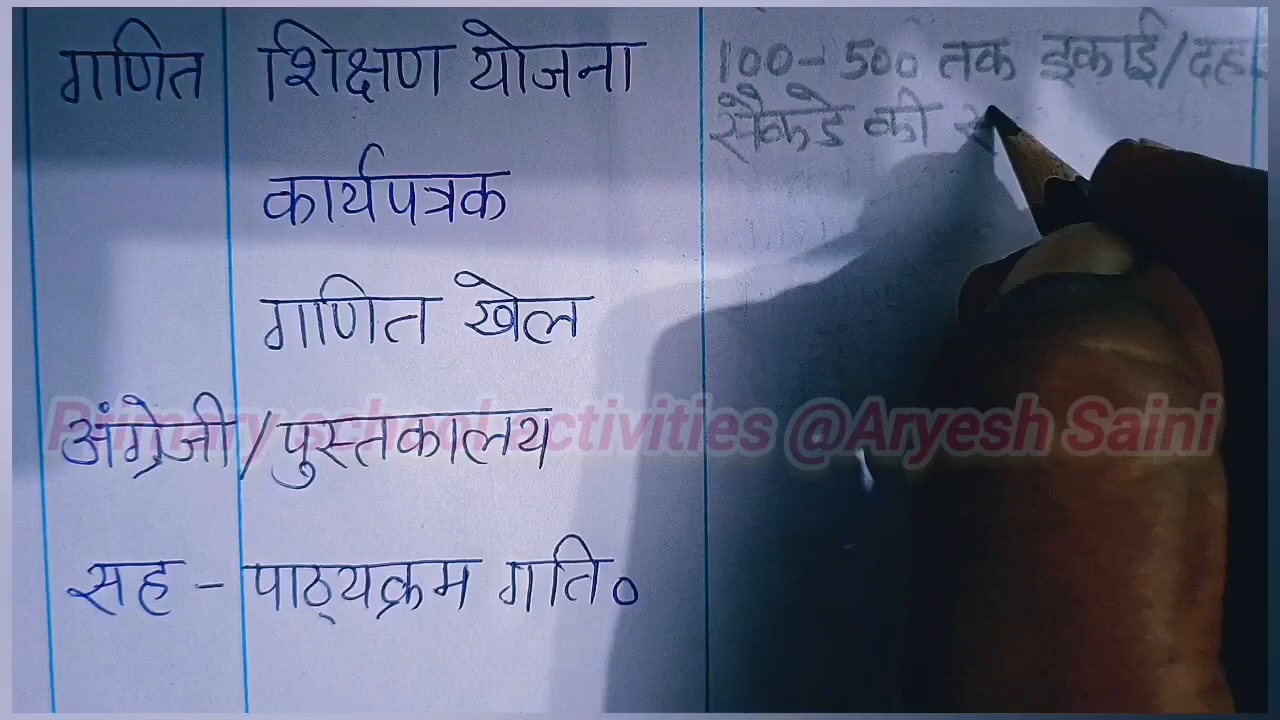 गणित शिक्षण योजना
कार्यपत्रक
गणित खेल
अंग्रेजी/पुस्तकालय
सह - पाठ्यक्रम गति०
100-500 तक इकाई/दहा
सैकडे की
Primary school activities @Aryesh Saini